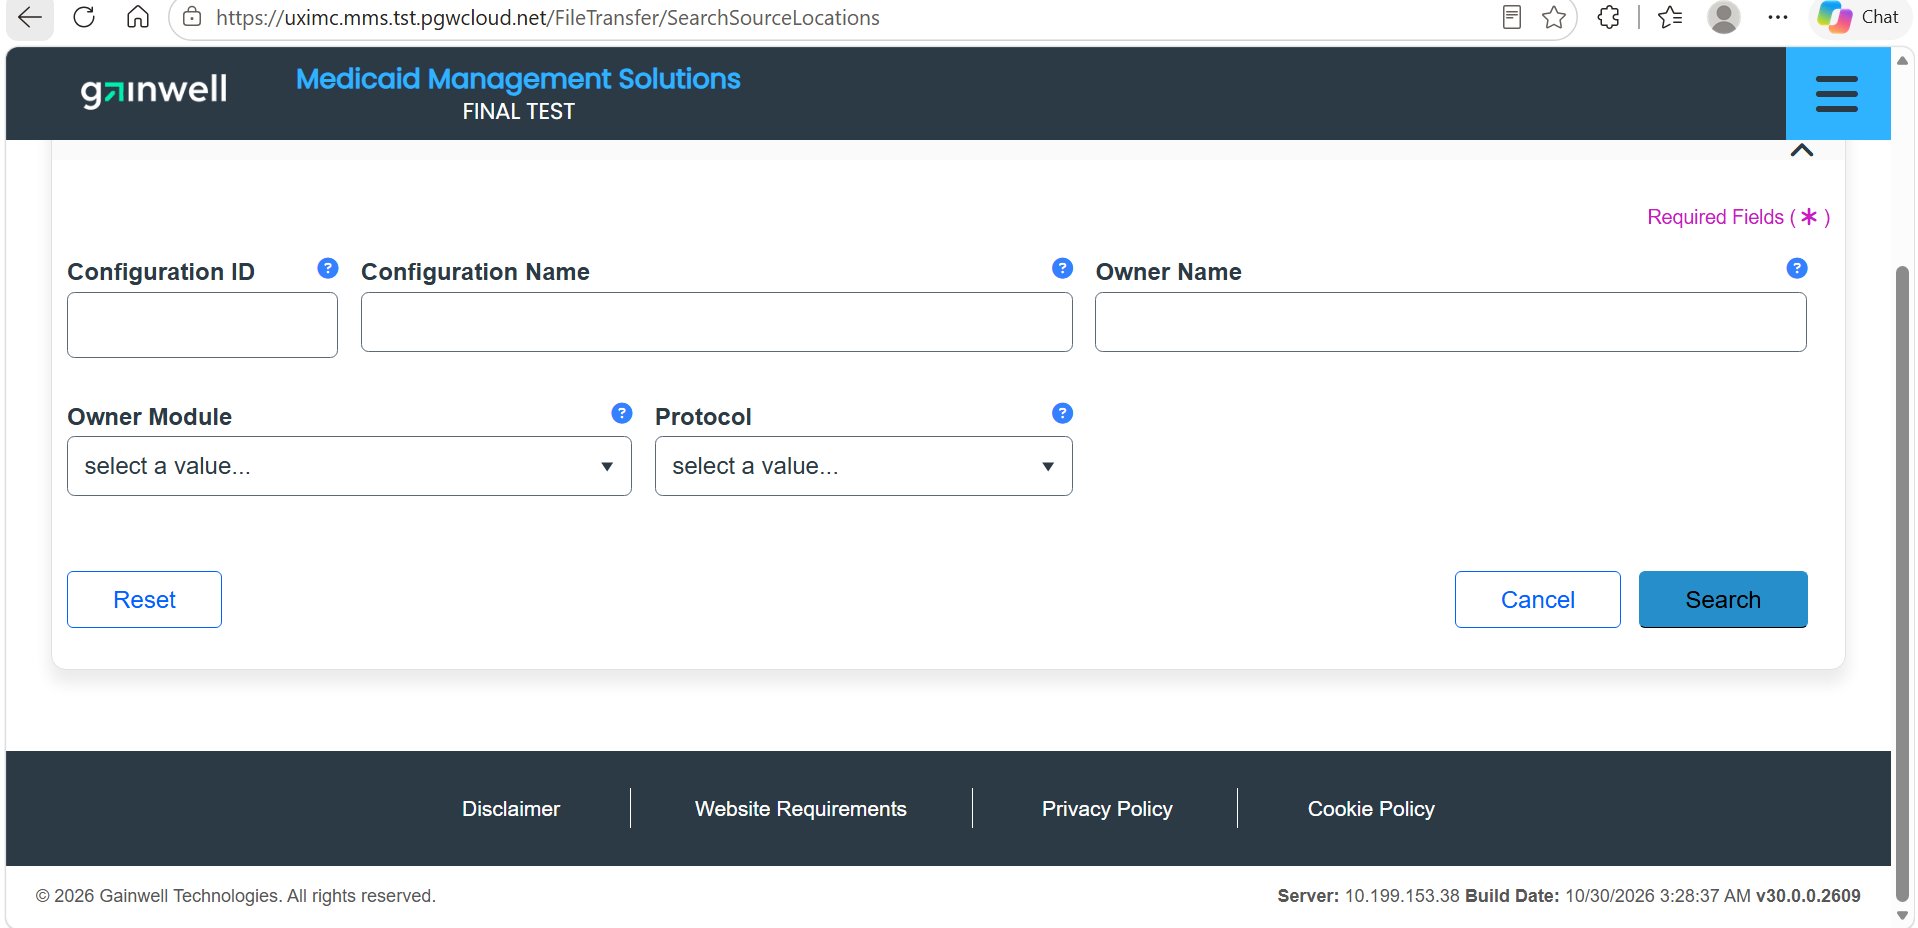 https://uximc.mms.tst.pgwcloud.net/FileTransfer/SearchSourceLocations
Chat
gainwell
Medicaid Management Solutions
FINAL TEST
Required Fields ( * )
Configuration ID ?
Configuration Name ?
Owner Name ?
Owner Module ?
Protocol ?
select a value...
select a value...
Reset
Cancel
Search
Disclaimer
Website Requirements
Privacy Policy
Cookie Policy
© 2026 Gainwell Technologies. All rights reserved.
Server: 10.199.153.38 Build Date: 10/30/2026 3:28:37 AM v30.0.0.2609